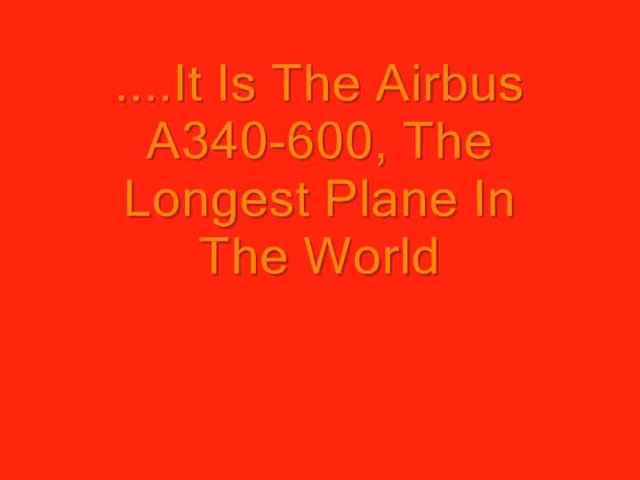 ....It Is The Airbus
A340-600, The
Longest Plane In
The World